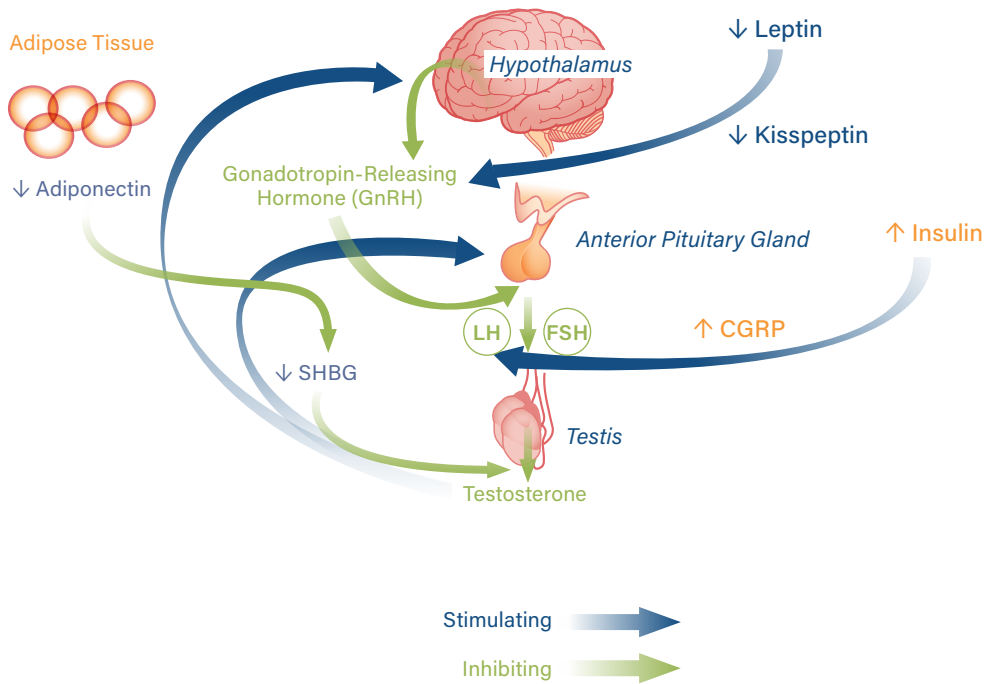 Adipose Tissue
Hypothalamus
↓ Leptin
↓ Kisspeptin
Gonadotropin-Releasing
Hormone (GnRH)
↓ Adiponectin
Anterior Pituitary Gland
↑ Insulin
LH
FSH
↑ CGRP
↓ SHBG
Testis
Testosterone
Stimulating
Inhibiting